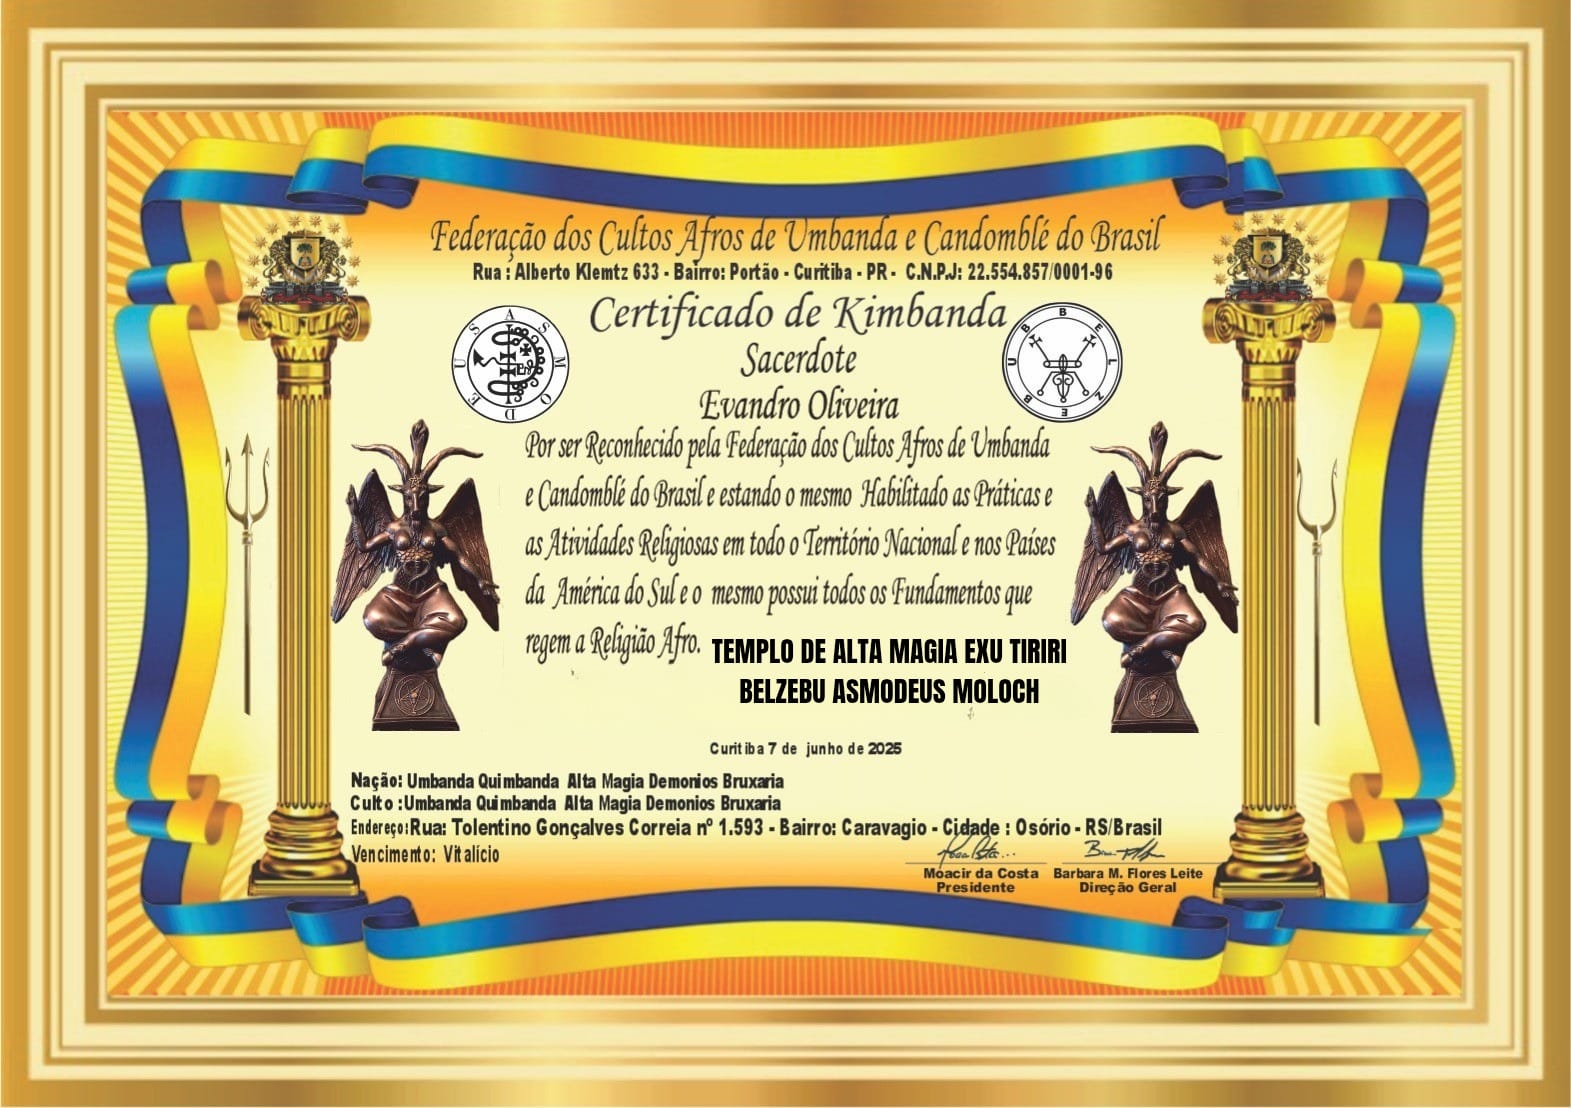 Federação dos Cultos Afros de Umbanda e Candomblé do Brasil
Rua : Alberto Klemtz 633 - Bairro: Portão - Curitiba - PR - C.N.P.J: 22.554.857/0001-96
Certificado de Kimbanda
Sacerdote
Evandro Oliveira
ASMODEUS
BELZEBUB
Por ser Reconhecido pela Federação dos Cultos Afros de Umbanda
e Candomblé do Brasil e estando o mesmo Habilitado as Práticas e
as Atividades Religiosas em todo o Território Nacional e nos Países
da América do Sul e o mesmo possui todos os Fundamentos que
regem a Religião Afro.
TEMPLO DE ALTA MAGIA EXU TIRIRI
BELZEBU ASMODEUS MOLOCH
Curitiba 7 de junho de 2025
Nação: Umbanda Quimbanda Alta Magia Demonios Bruxaria
Culto :Umbanda Quimbanda Alta Magia Demonios Bruxaria
Endereço:Rua: Tolentino Gonçalves Correia nº 1.593 - Bairro: Caravagio - Cidade : Osório - RS/Brasil
Vencimento: Vitalício
Moacir da Costa
Presidente
Barbara M. Flores Leite
Direção Geral